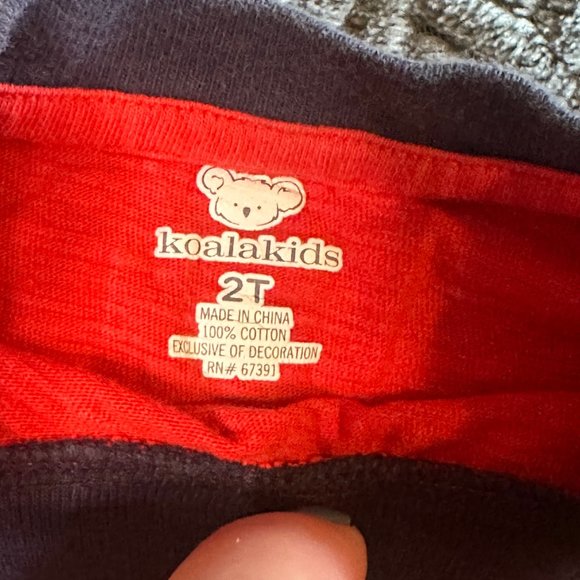 koalakids
2T
MADE IN CHINA
100% COTTON
EXCLUSIVE OF DECORATION
RN# 67391